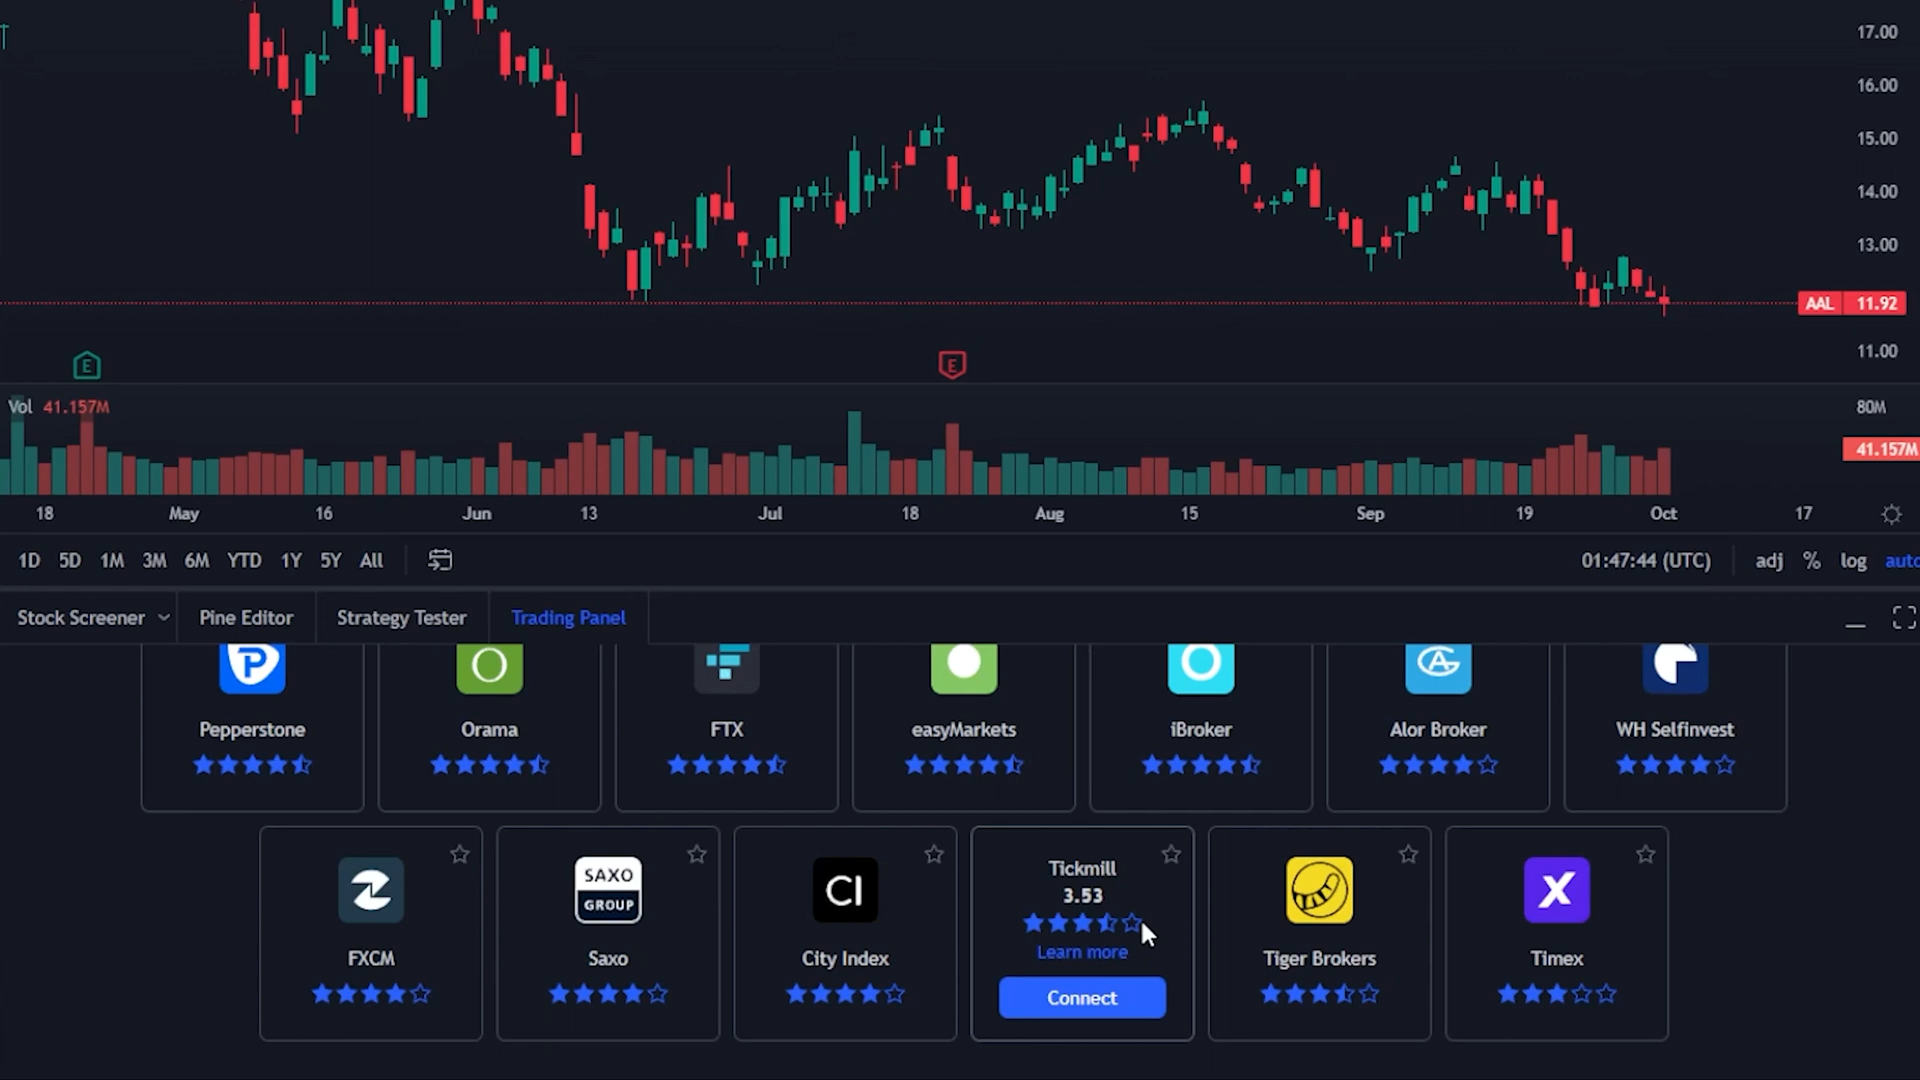 17.00
16.00
15.00
14.00
13.00
AAL 11.92
11.00
E E
Vol 41.157M
80M
41.157M
18 May 16 Jun 13 Jul 18 Aug 15 Sep 19 Oct 17
1D 5D 1M 3M 6M YTD 1Y 5Y All 01:47:44 (UTC) adj % log auto
Stock Screener Pine Editor Strategy Tester Trading Panel
Pepperstone Orama FTX easyMarkets iBroker Alor Broker WH Selfinvest
SAXO
GROUP
CI
Tickmill
3.53
Learn more
Connect
FXCM Saxo City Index Tiger Brokers Timex